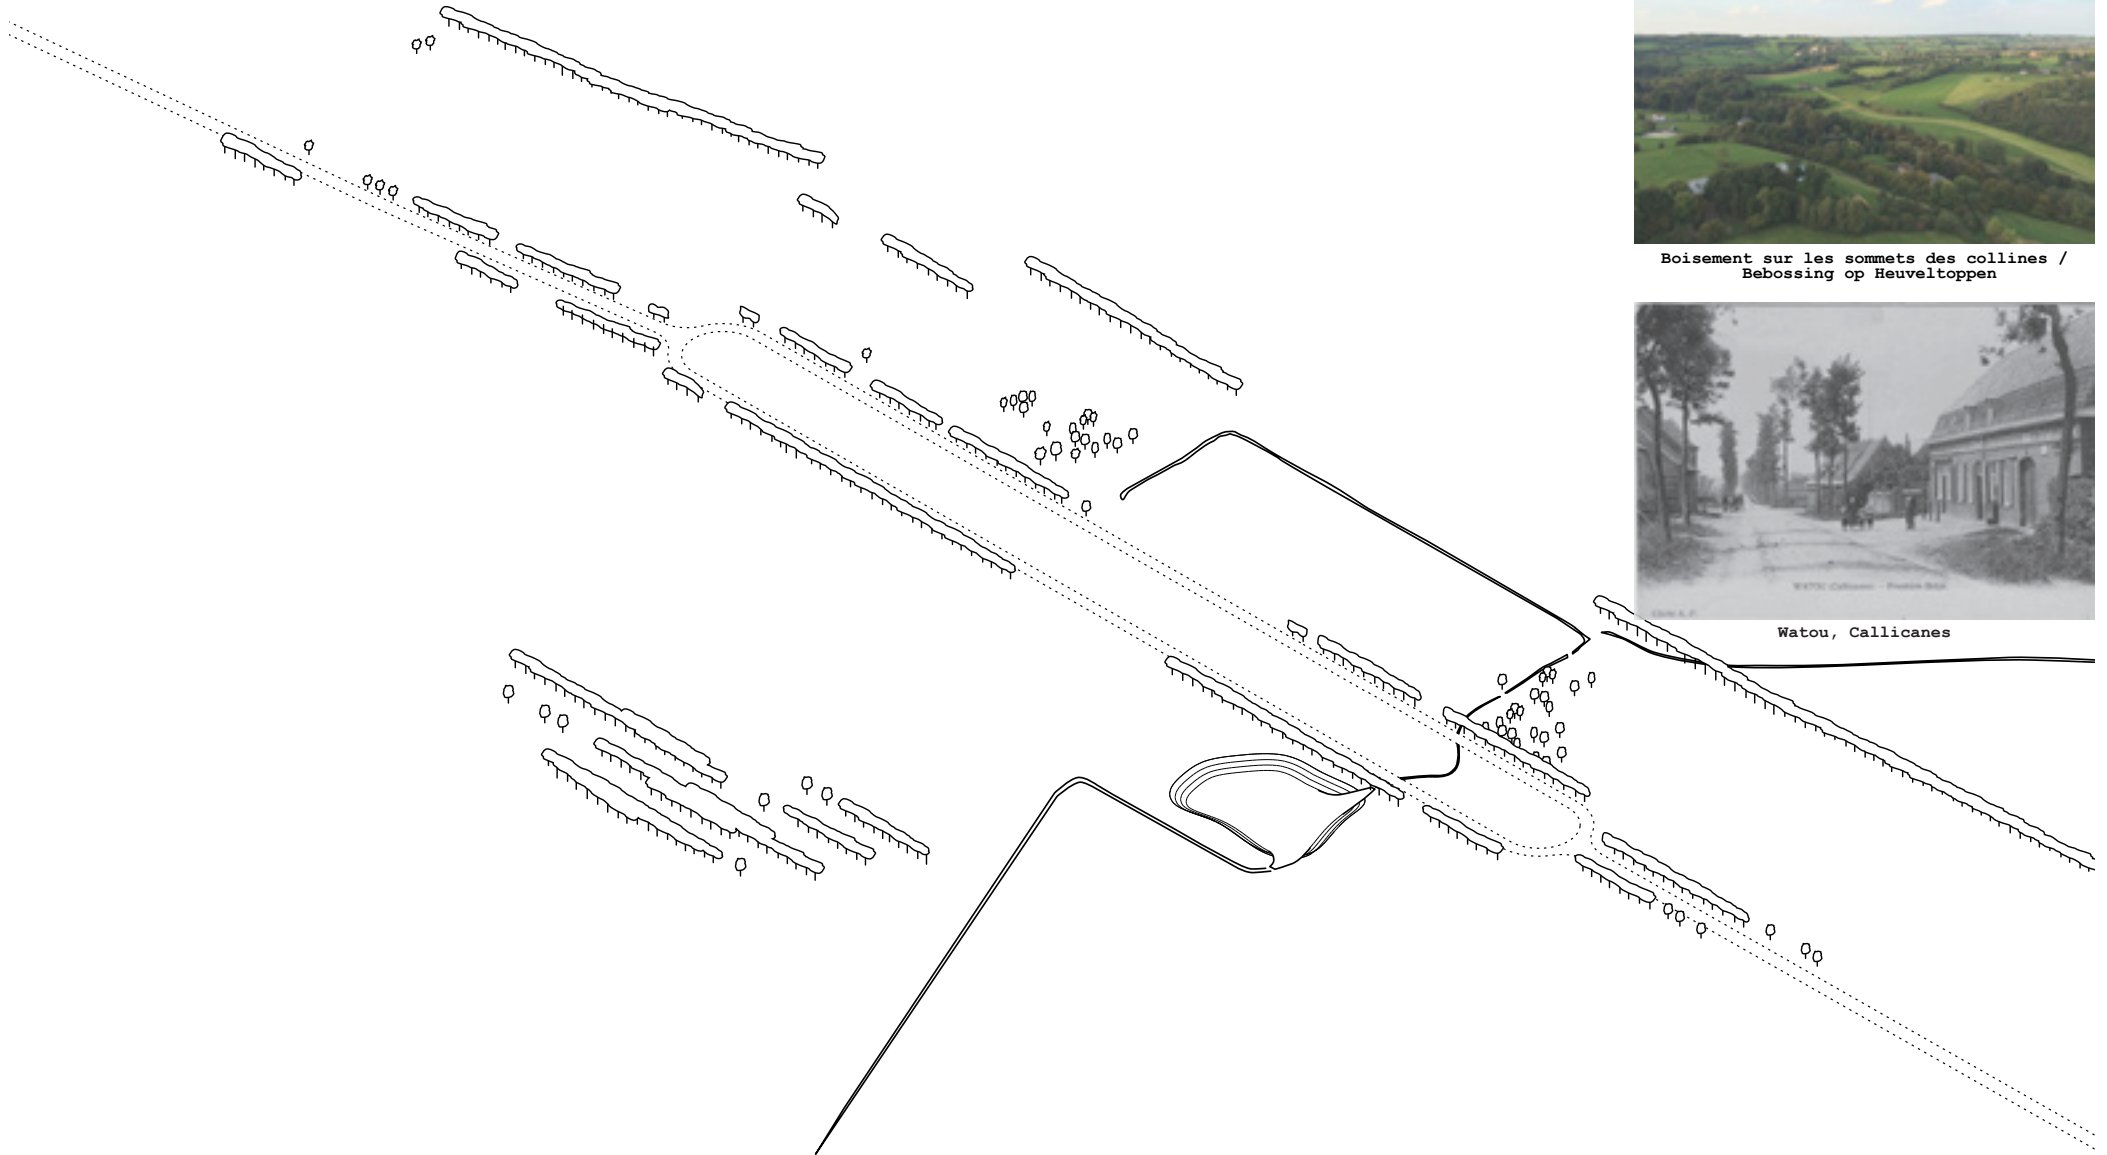 Boisement sur les sommets des collines /
Bebossing op Heuveltoppen
Watou, Callicanes